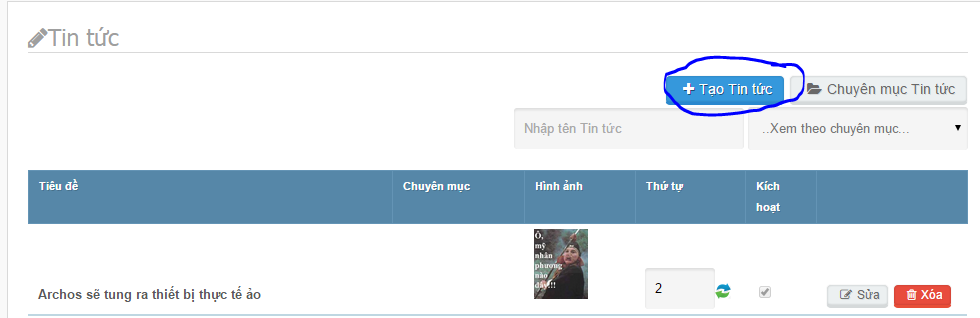 Tin tức
Tạo Tin tức
Chuyên mục Tin tức
Nhập tên Tin tức
..Xem theo chuyên mục...
Tiêu đề
Chuyên mục
Hình ảnh
Thứ tự
Kích
hoạt
Ô,
mỹ
nhân
phương
nào
đây!!!
Archos sẽ tung ra thiết bị thực tế ảo
2
Sửa
Xóa